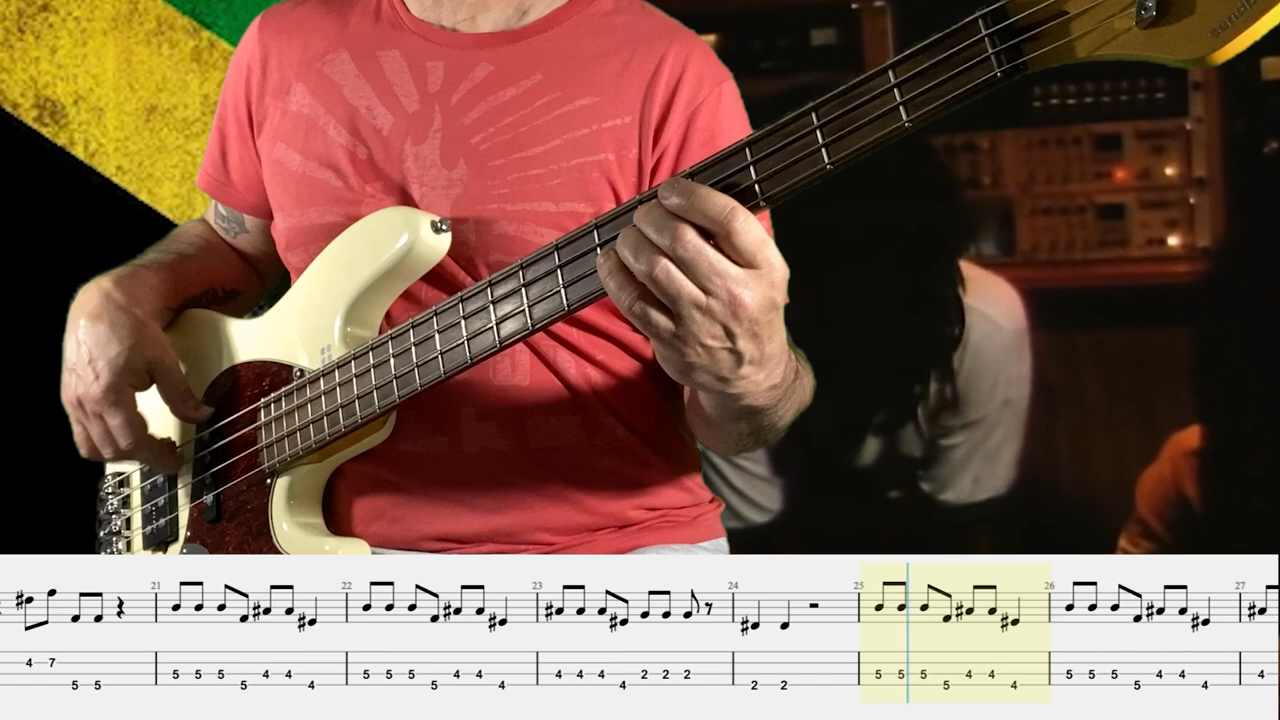 sand
21 22 23 24 25 26 27
4 7
5 5
5 5 5 5 4 4 4
5 5 5 5 4 4 4
4 4 4 4 2 2 2
2 2
5 5 5 5 4 4 4
5 5 5 5 4 4 4
4